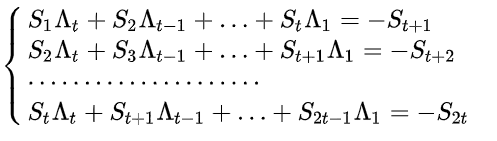 S₁Λₜ + S₂Λₜ₋₁ + … + SₜΛ₁ = −Sₜ₊₁
S₂Λₜ + S₃Λₜ₋₁ + … + Sₜ₊₁Λ₁ = −Sₜ₊₂
.....................
SₜΛₜ + Sₜ₊₁Λₜ₋₁ + … + S₂ₜ₋₁Λ₁ = −S₂ₜ